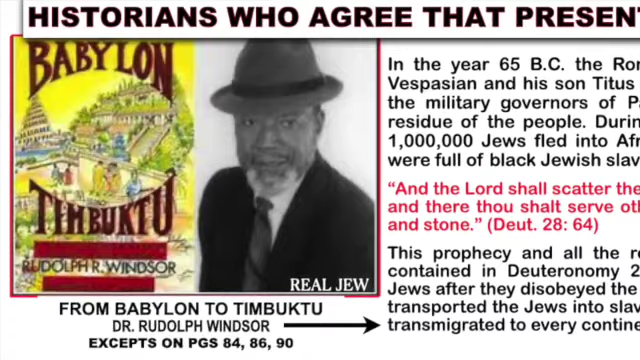 HISTORIANS WHO AGREE THAT PRESENT
BABYLON
TIMBUKTU
RUDOLPH R. WINDSOR
REAL JEW
FROM BABYLON TO TIMBUKTU
DR. RUDOLPH WINDSOR
EXCEPTS ON PGS 84, 86, 90
In the year 65 B.C. the Rom
Vespasian and his son Titus
the military governors of Pa
residue of the people. Durin
1,000,000 Jews fled into Afr
were full of black Jewish slav
“And the Lord shall scatter the
and there thou shalt serve oth
and stone.” (Deut. 28: 64)
This prophecy and all the re
contained in Deuteronomy 2
Jews after they disobeyed the
transported the Jews into slav
transmigrated to every contine